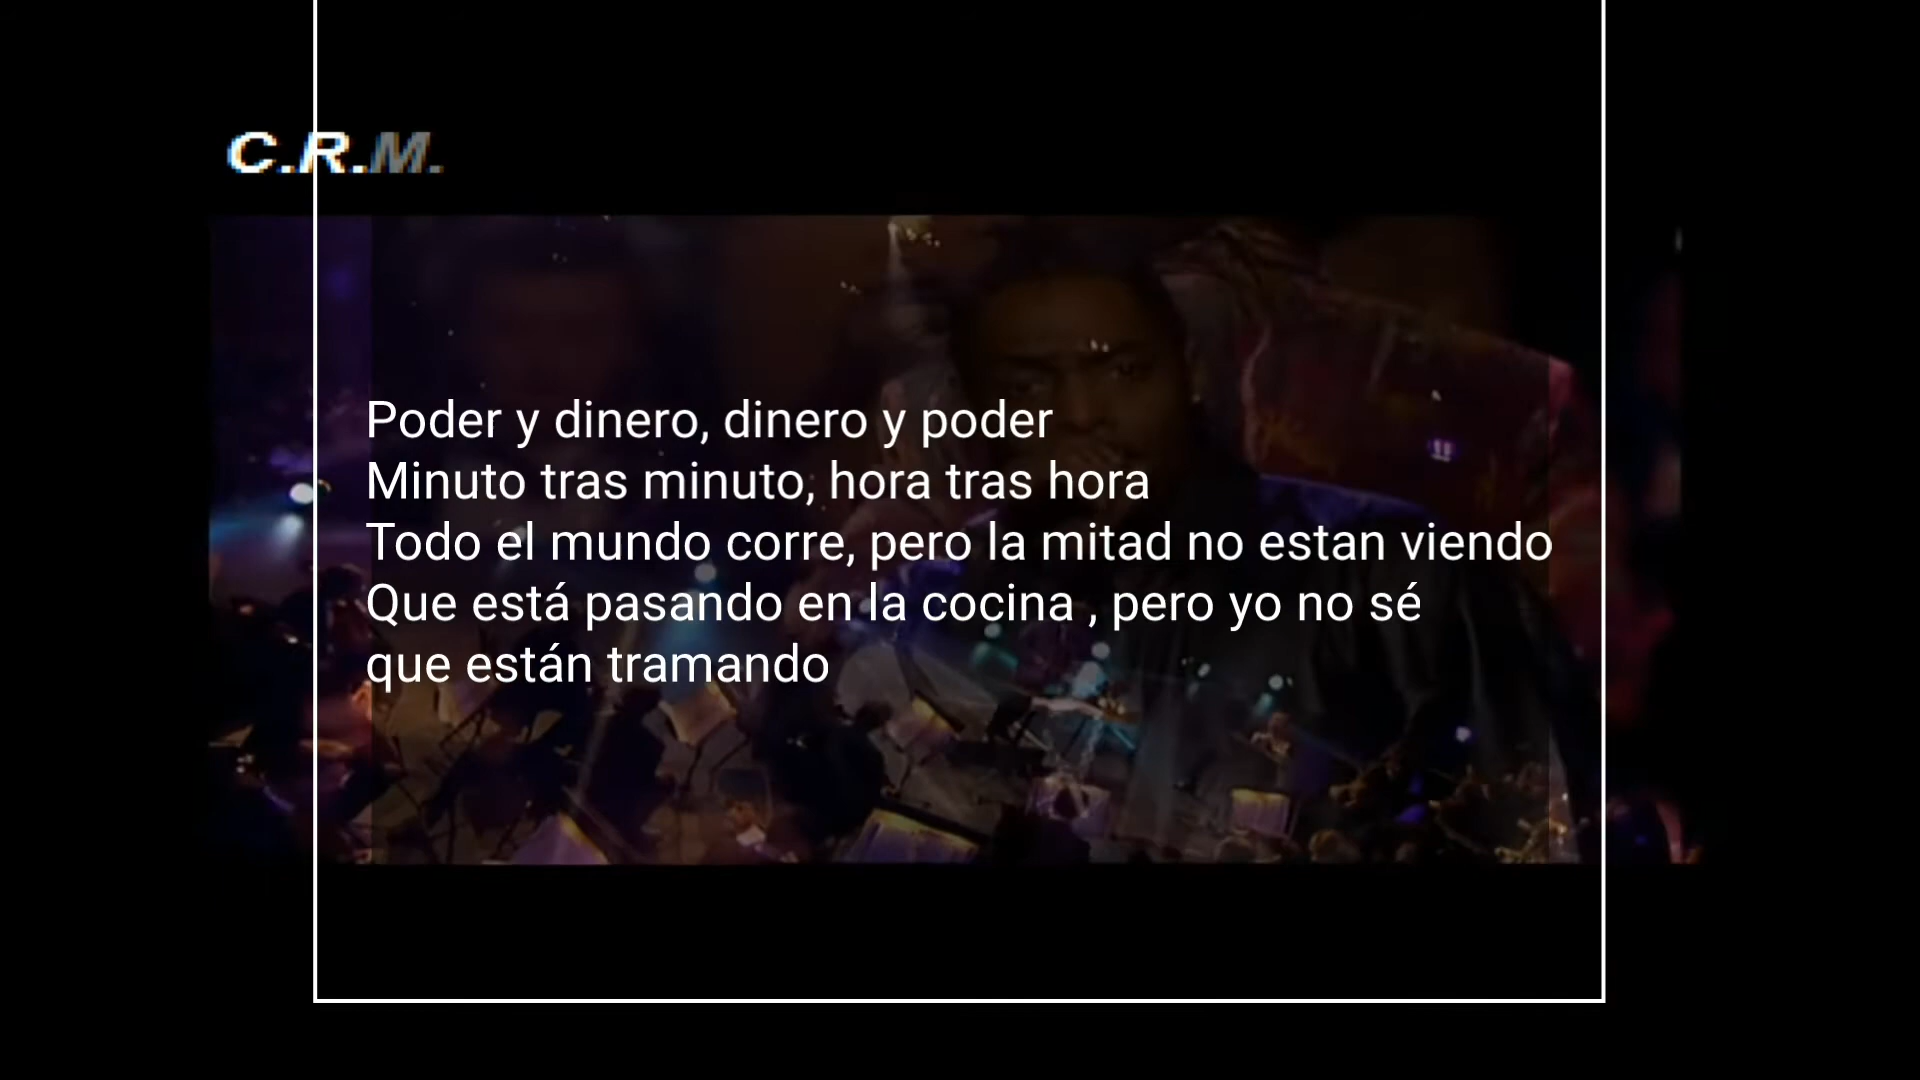 C.R.M.
Poder y dinero, dinero y poder
Minuto tras minuto, hora tras hora
Todo el mundo corre, pero la mitad no estan viendo
Que está pasando en la cocina , pero yo no sé
que están tramando